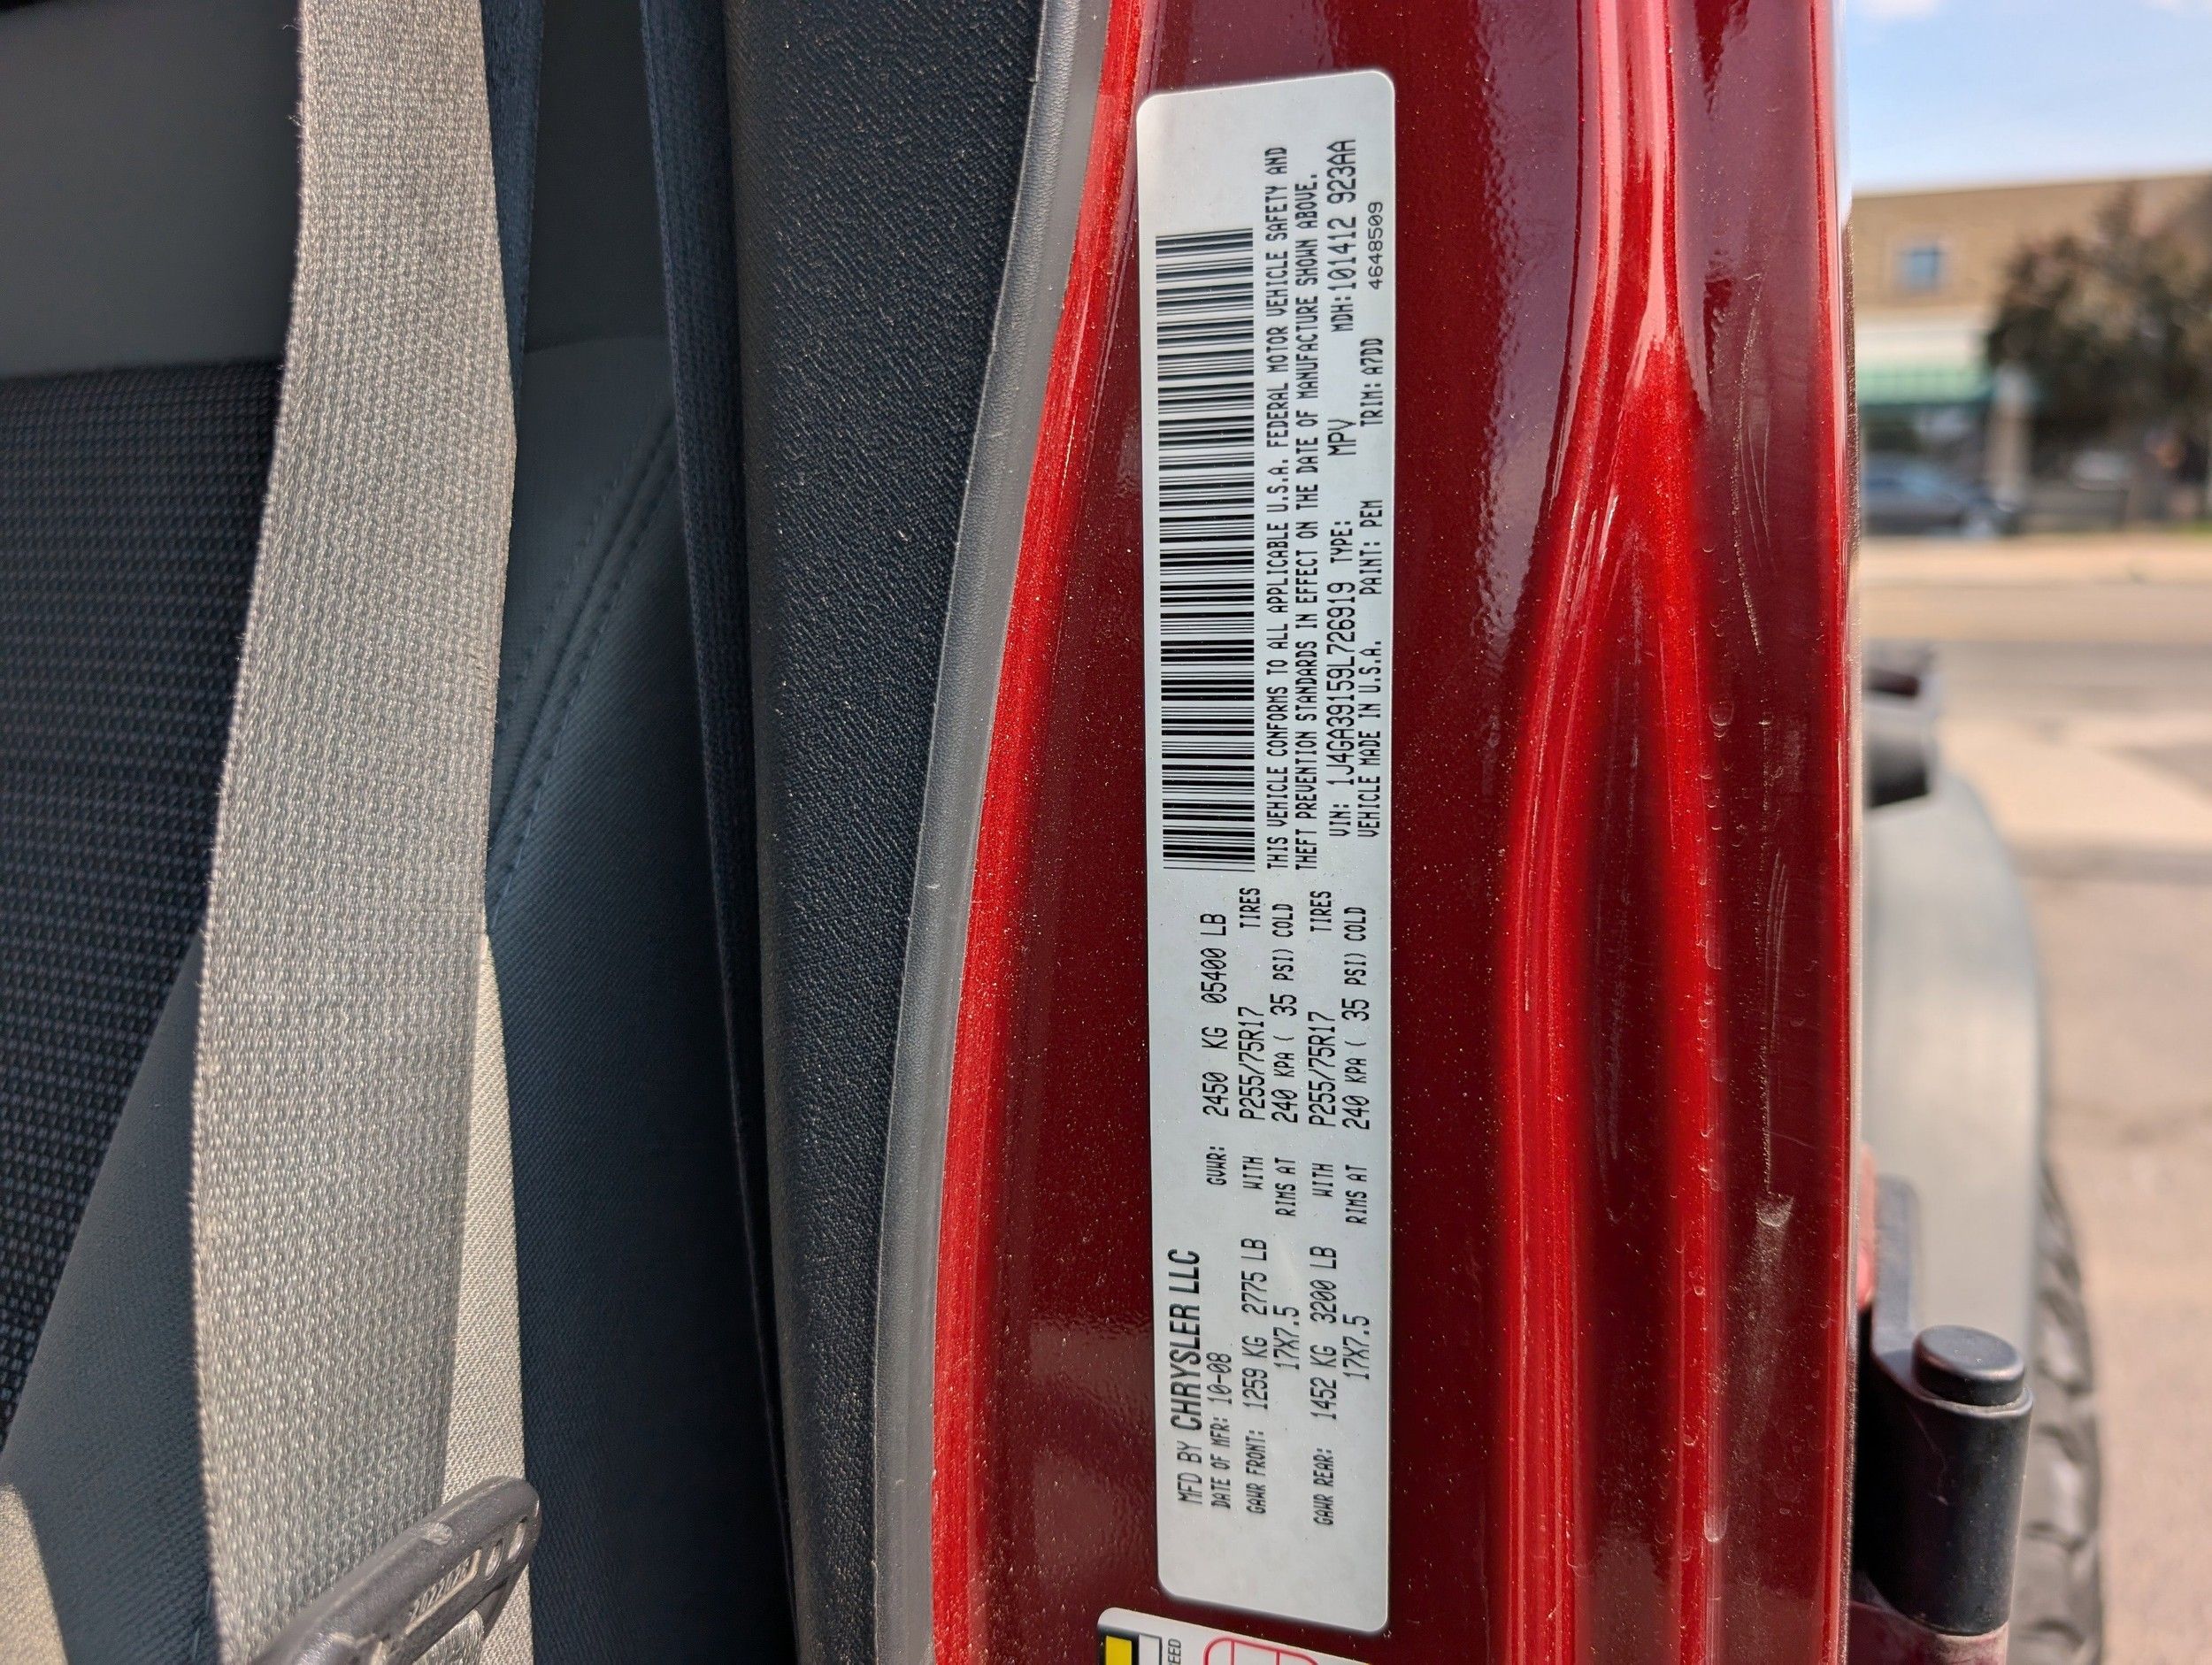 MFD BY CHRYSLER LLC
DATE OF MFR: 10-08 GVWR: 2450 KG 05400 LB
GAWR FRONT: 1259 KG 2775 LB WITH P255/75R17 TIRES
17X7.5 RIMS AT 240 KPA ( 35 PSI) COLD
GAWR REAR: 1452 KG 3200 LB WITH P255/75R17 TIRES
17X7.5 RIMS AT 240 KPA ( 35 PSI) COLD
THIS VEHICLE CONFORMS TO ALL APPLICABLE U.S.A. FEDERAL MOTOR VEHICLE SAFETY AND
THEFT PREVENTION STANDARDS IN EFFECT ON THE DATE OF MANUFACTURE SHOWN ABOVE.
VIN: 1J4GA39159L726919 TYPE: MPV MDH:101412 923AA
VEHICLE MADE IN U.S.A. PAINT: PEM TRIM: A7DD 46485O9